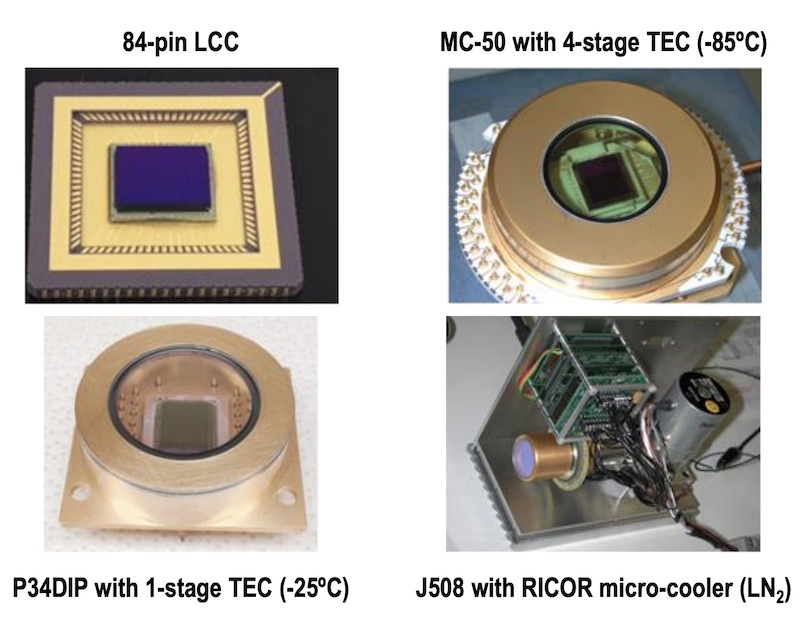 84-pin LCC
MC-50 with 4-stage TEC (-85ºC)
P34DIP with 1-stage TEC (-25ºC)
J508 with RICOR micro-cooler (LN₂)